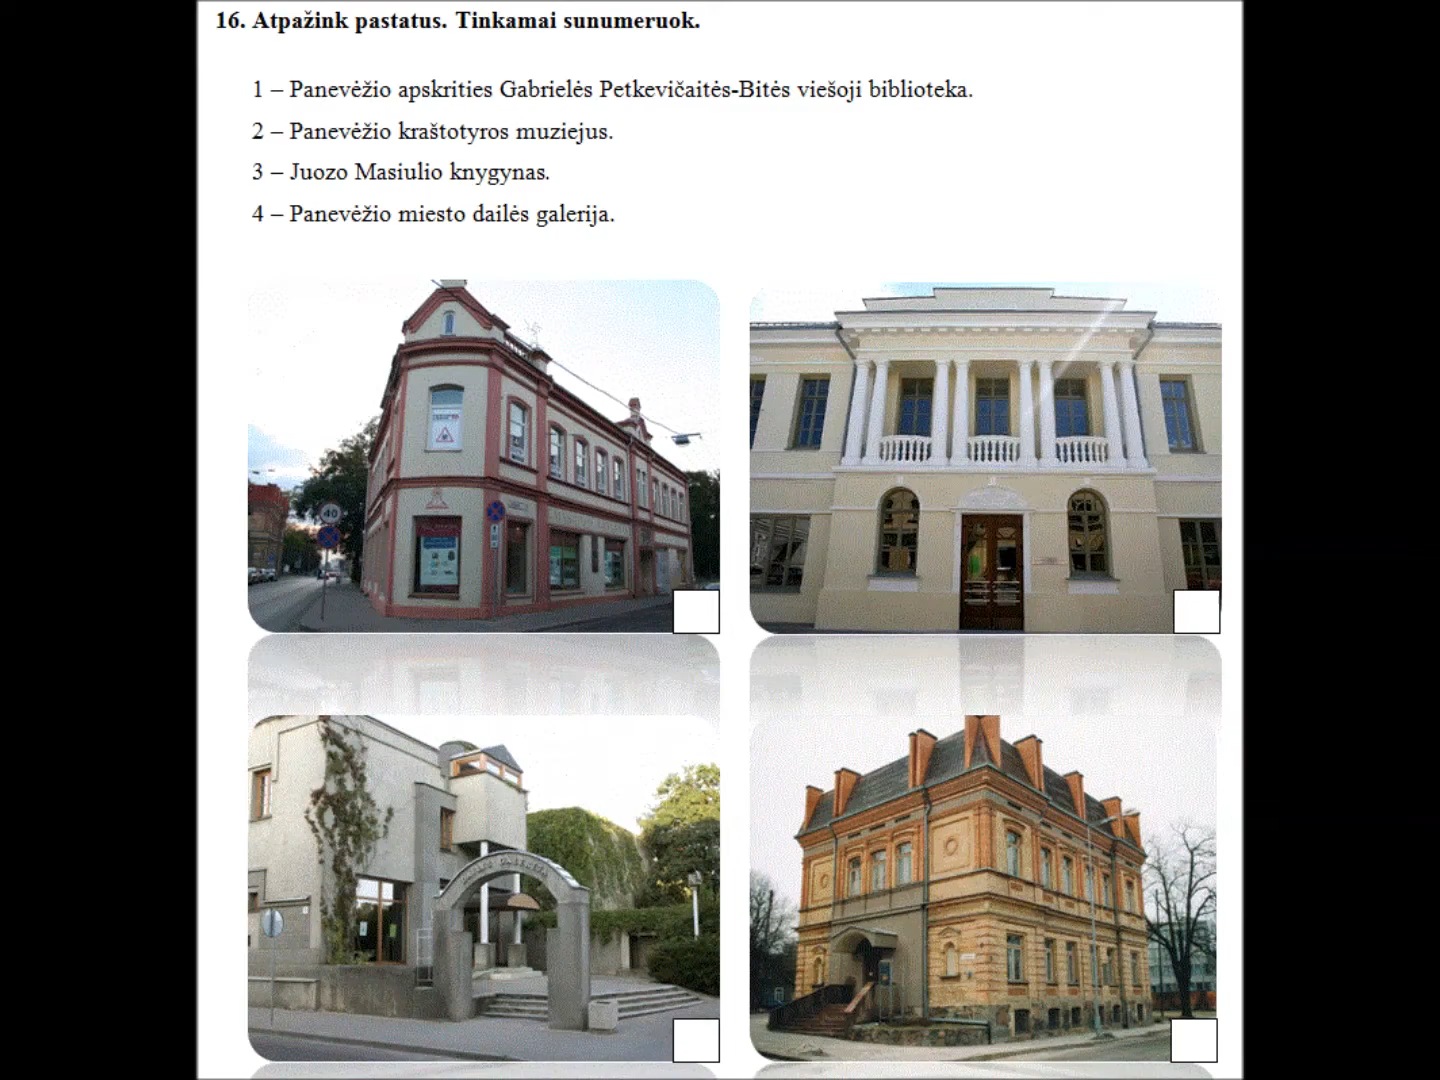 16. Atpažink pastatus. Tinkamai sunumeruok.
1 – Panevėžio apskrities Gabrielės Petkevičaitės-Bitės viešoji biblioteka.
2 – Panevėžio kraštotyros muziejus.
3 – Juozo Masiulio knygynas.
4 – Panevėžio miesto dailės galerija.
40